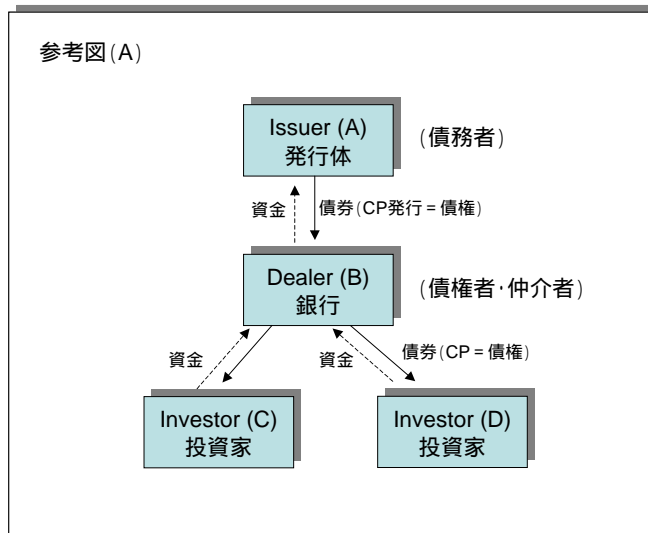 参考図(A)
Issuer (A)
発行体
(債務者)
資金
債券(CP発行=債権)
Dealer (B)
銀行
(債権者・仲介者)
資金
資金
債券(CP=債権)
Investor (C)
投資家
Investor (D)
投資家